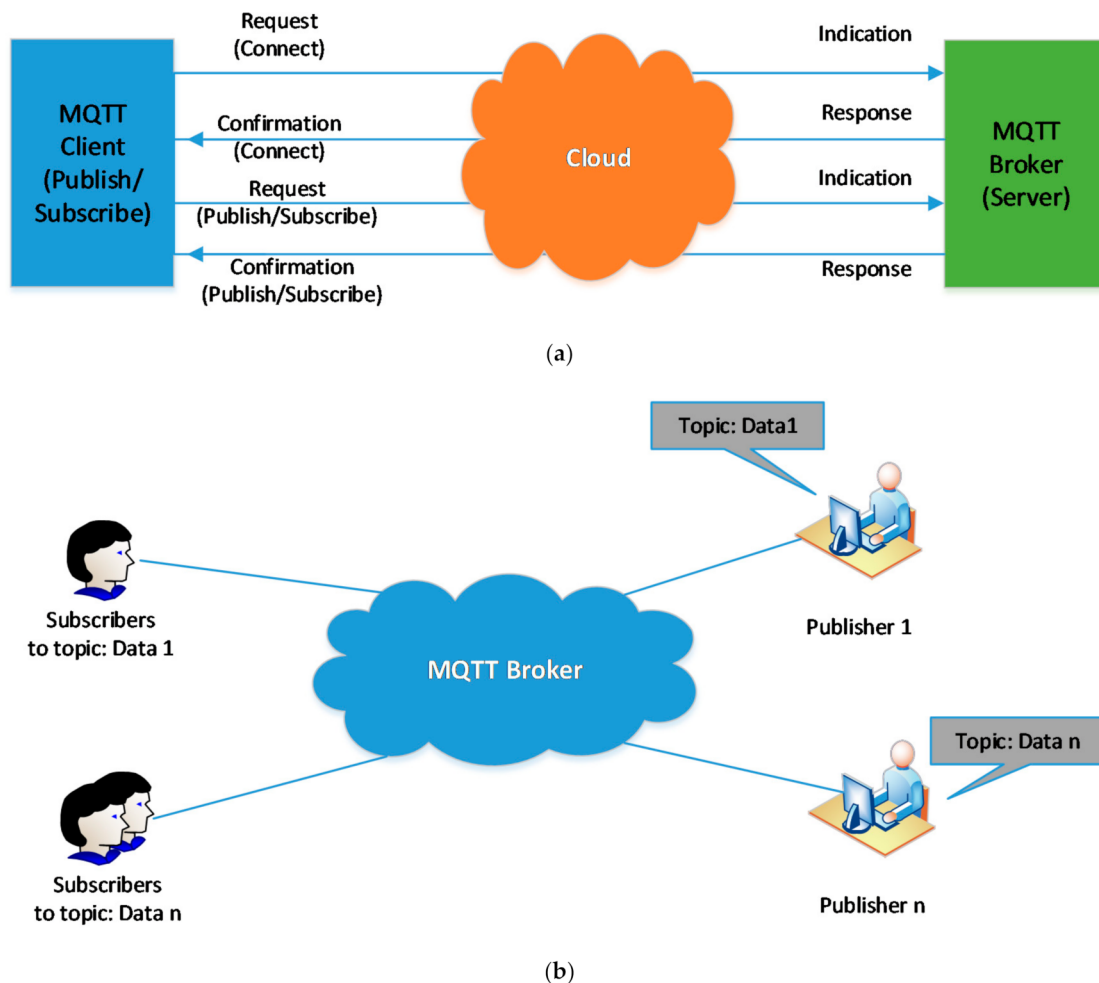 Request
(Connect)
Indication
MQTT
Client
(Publish/
Subscribe)
Confirmation
(Connect)
Response
Cloud
MQTT
Broker
(Server)
Request
(Publish/Subscribe)
Indication
Confirmation
(Publish/Subscribe)
Response
(a)
Topic: Data1
Subscribers
to topic: Data 1
Publisher 1
MQTT Broker
Topic: Data n
Subscribers
to topic: Data n
Publisher n
(b)